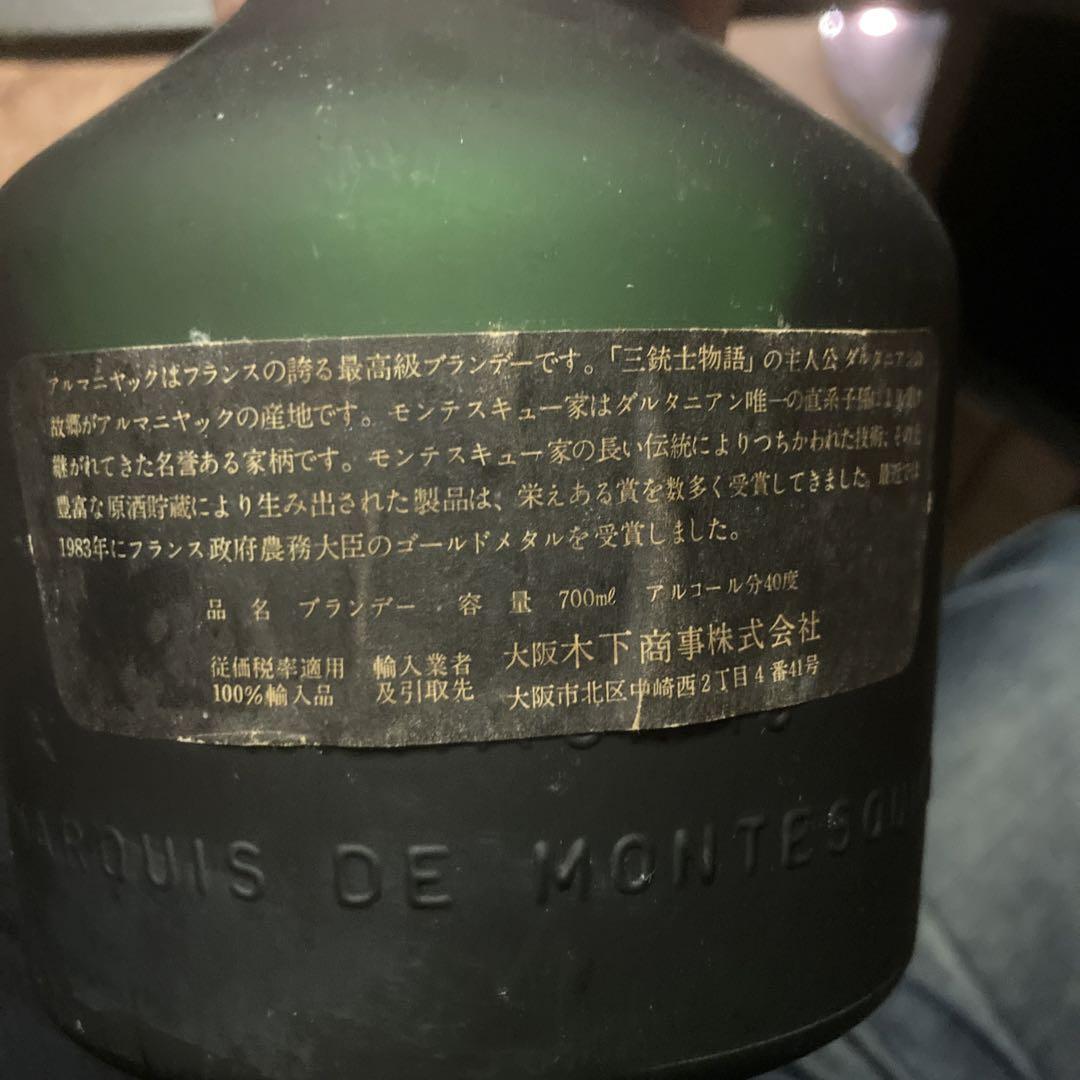 アルマニヤックはフランスの誇る最高級ブランデーです。「三銃士物語」の主人公ダルタニアンの
故郷がアルマニヤックの産地です。モンテスキュー家はダルタニアン唯一の直系子孫により受け
継がれてきた名誉ある家柄です。モンテスキュー家の長い伝統によりつちかわれた技術、その
豊富な原酒貯蔵により生み出された製品は、栄えある賞を数多く受賞してきました。最近では
1983年にフランス政府農務大臣のゴールドメタルを受賞しました。
品名 ブランデー 容量 700mℓ アルコール分40度
従価税率適用 輸入業者 大阪木下商事株式会社
100%輸入品 及引取先 大阪市北区中崎西2丁目4番41号
MARQUIS DE MONTESQU